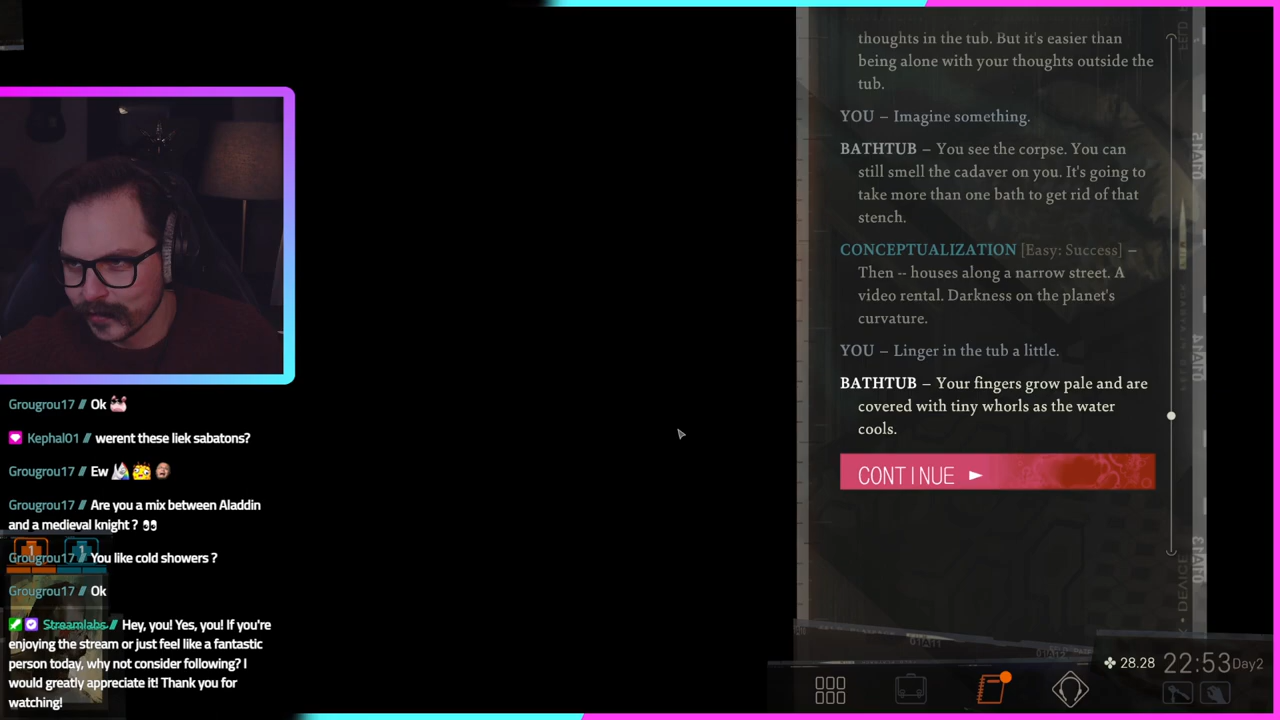 thoughts in the tub. But it's easier than
being alone with your thoughts outside the
tub.
YOU – Imagine something.
BATHTUB – You see the corpse. You can
still smell the cadaver on you. It's going to
take more than one bath to get rid of that
stench.
CONCEPTUALIZATION [Easy: Success] –
Then -- houses along a narrow street. A
video rental. Darkness on the planet's
curvature.
YOU – Linger in the tub a little.
BATHTUB – Your fingers grow pale and are
covered with tiny whorls as the water
cools.
CONTINUE
28.28 22:53 Day2
Grougrou17 // Ok
Kephal01 // werent these liek sabatons?
Grougrou17 // Ew
Grougrou17 // Are you a mix between Aladdin
and a medieval knight ?
Grougrou17 // You like cold showers ?
Grougrou17 // Ok
Streamlabs // Hey, you! Yes, you! If you're
enjoying the stream or just feel like a fantastic
person today, why not consider following? I
would greatly appreciate it! Thank you for
watching!
1 1